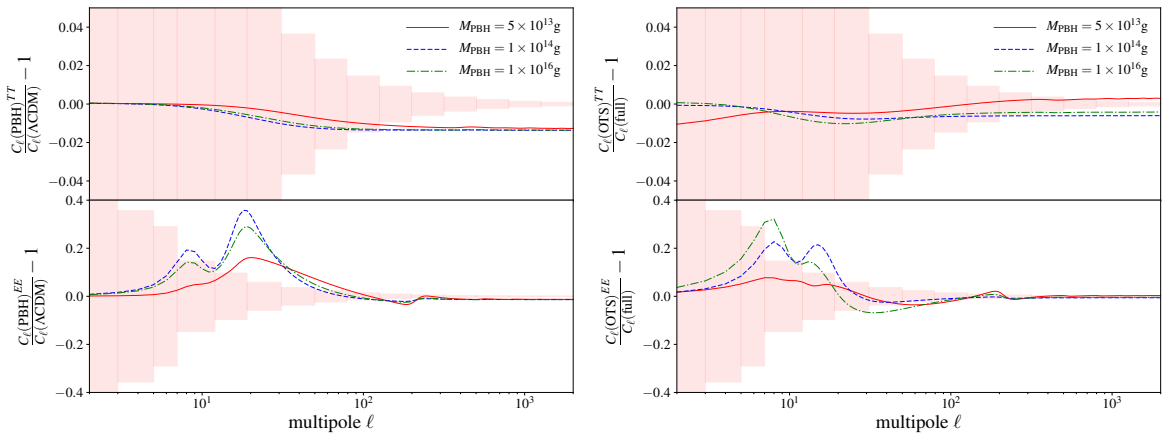 0.04
0.02
0.00
−0.02
−0.04
C_ℓ(PBH)^{TT} / C_ℓ(ΛCDM) − 1
M_PBH = 5 × 10^13 g
M_PBH = 1 × 10^14 g
M_PBH = 1 × 10^16 g
0.4
0.2
0.0
−0.2
−0.4
C_ℓ(PBH)^{EE} / C_ℓ(ΛCDM) − 1
10^1
10^2
10^3
multipole ℓ
0.04
0.02
0.00
−0.02
−0.04
C_ℓ(OTS)^{TT} / C_ℓ(full) − 1
M_PBH = 5 × 10^13 g
M_PBH = 1 × 10^14 g
M_PBH = 1 × 10^16 g
0.4
0.2
0.0
−0.2
−0.4
C_ℓ(OTS)^{EE} / C_ℓ(full) − 1
10^1
10^2
10^3
multipole ℓ